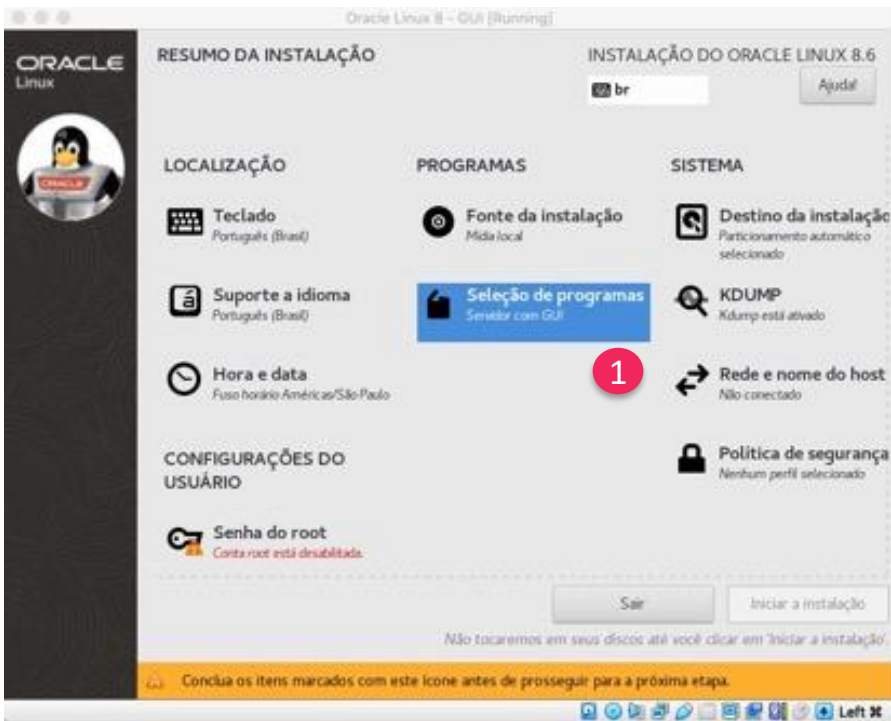 Oracle Linux 8 - GUI [Running]
ORACLE
Linux
RESUMO DA INSTALAÇÃO
INSTALAÇÃO DO ORACLE LINUX 8.6
br
Ajuda!
LOCALIZAÇÃO
Teclado
Português (Brasil)
Suporte a idioma
Português (Brasil)
Hora e data
Fuso horário Américas/São Paulo
CONFIGURAÇÕES DO
USUÁRIO
Senha do root
Conta root está desabilitada.
PROGRAMAS
Fonte da instalação
Mídia local
Seleção de programas
Servidor com GUI
1
SISTEMA
Destino da instalação
Particionamento automático
selecionado
KDUMP
Kdump está ativado
Rede e nome do host
Não conectado
Política de segurança
Nenhum perfil selecionado
Sair
Iniciar a instalação
Não tocaremos em seus discos até você clicar em 'Iniciar a instalação'.
Conclua os itens marcados com este ícone antes de prosseguir para a próxima etapa.
Left ⌘